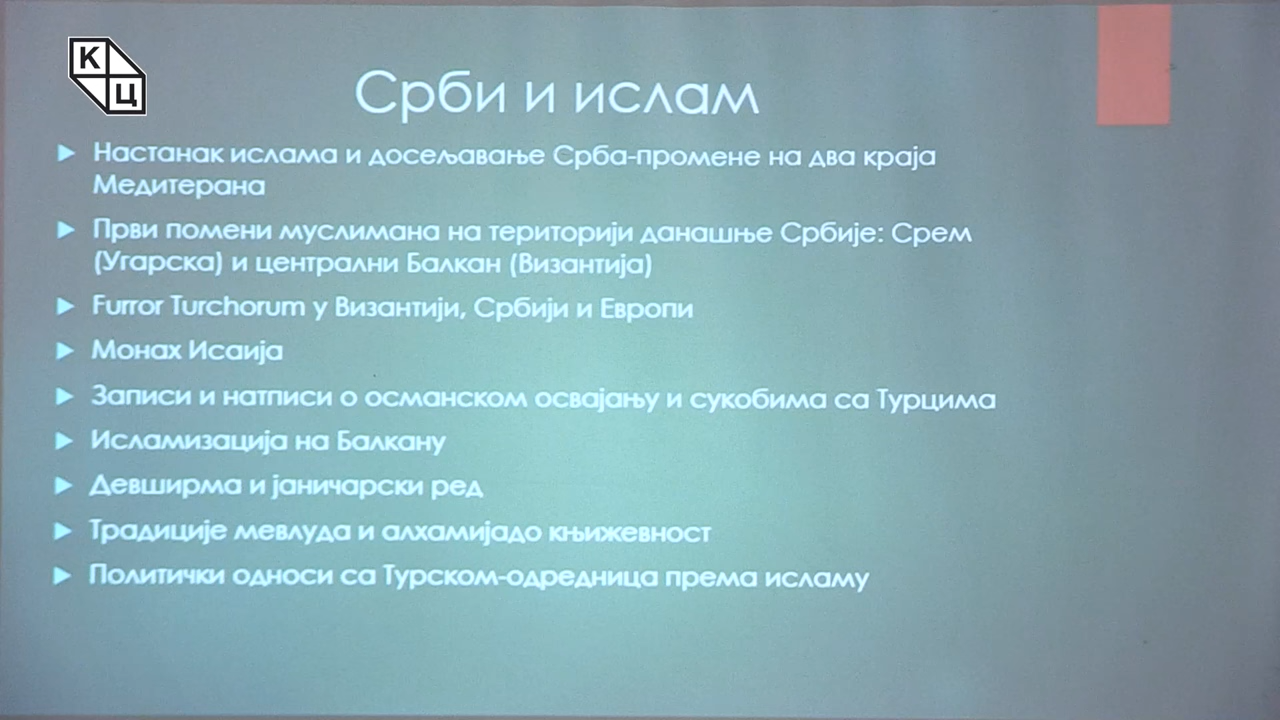 К
Ц
Срби и ислам
Настанак ислама и досељавање Срба-промене на два краја
Медитерана
Први помени муслимана на територији данашње Србије: Срем
(Угарска) и централни Балкан (Византија)
Furror Turchorum у Византији, Србији и Европи
Монах Исаија
Записи и натписи о османском освајању и сукобима са Турцима
Исламизација на Балкану
Девширма и јаничарски ред
Традиције мевлуда и алхамијадо књижевност
Политички односи са Турском-одредница према исламу